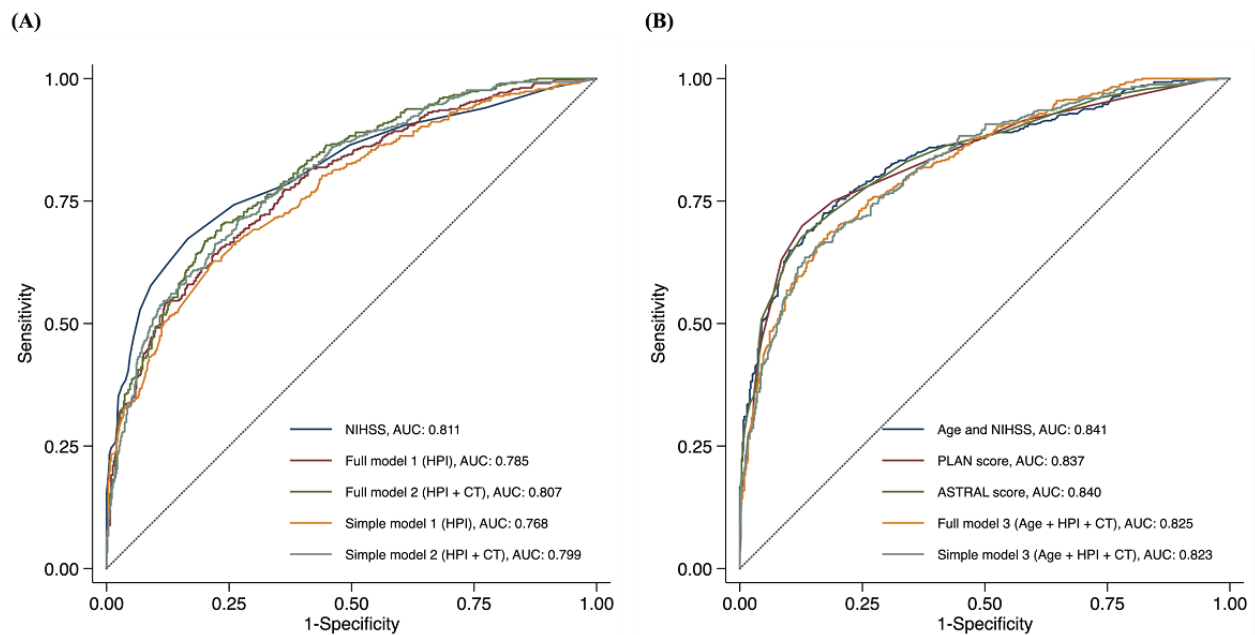 (A)
1.00
0.75
0.50
0.25
0.00
Sensitivity
NIHSS, AUC: 0.811
Full model 1 (HPI), AUC: 0.785
Full model 2 (HPI + CT), AUC: 0.807
Simple model 1 (HPI), AUC: 0.768
Simple model 2 (HPI + CT), AUC: 0.799
0.00 0.25 0.50 0.75 1.00
1-Specificity
(B)
1.00
0.75
0.50
0.25
0.00
Sensitivity
Age and NIHSS, AUC: 0.841
PLAN score, AUC: 0.837
ASTRAL score, AUC: 0.840
Full model 3 (Age + HPI + CT), AUC: 0.825
Simple model 3 (Age + HPI + CT), AUC: 0.823
0.00 0.25 0.50 0.75 1.00
1-Specificity